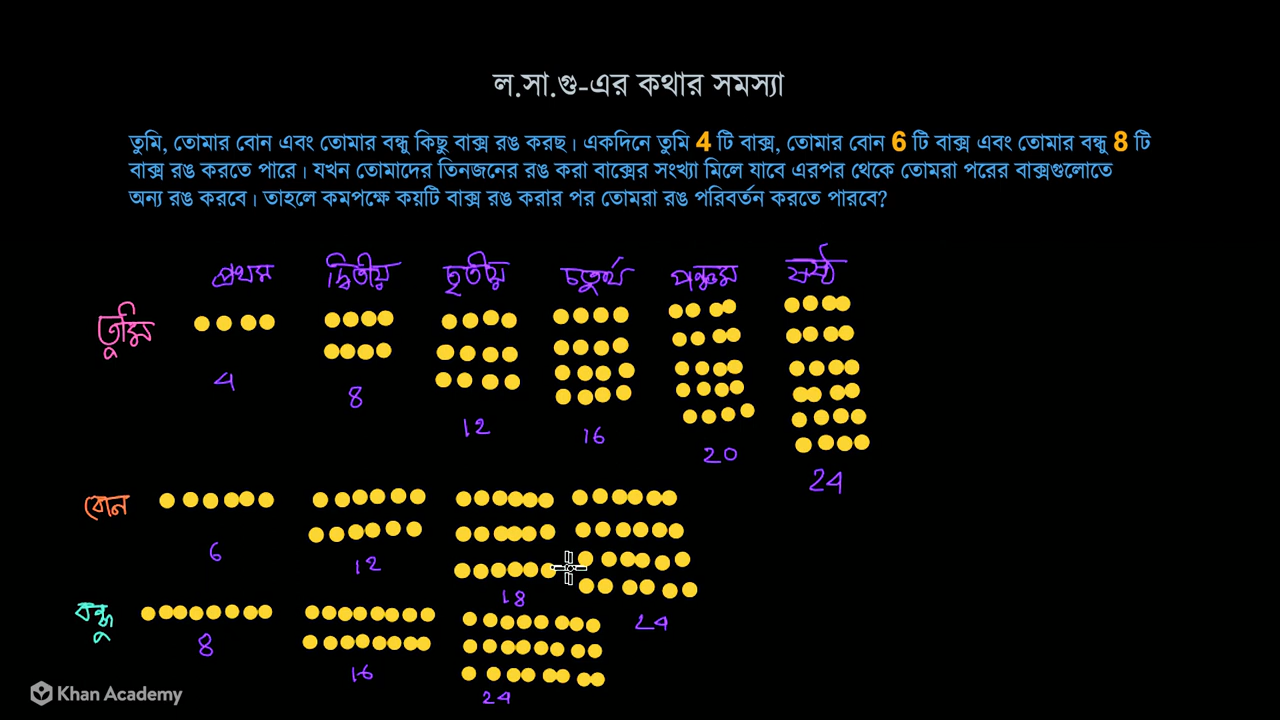 ল.সা.গু-এর কথার সমস্যা
তুমি, তোমার বোন এবং তোমার বন্ধু কিছু বাক্স রঙ করছ। একদিনে তুমি 4 টি বাক্স, তোমার বোন 6 টি বাক্স এবং তোমার বন্ধু 8 টি
বাক্স রঙ করতে পারে। যখন তোমাদের তিনজনের রঙ করা বাক্সের সংখ্যা মিলে যাবে এরপর থেকে তোমরা পরের বাক্সগুলোতে
অন্য রঙ করবে। তাহলে কমপক্ষে কয়টি বাক্স রঙ করার পর তোমরা রঙ পরিবর্তন করতে পারবে?
প্রথম দ্বিতীয় তৃতীয় চতুর্থ পঞ্চম ষষ্ঠ
তুমি
4 8 12 16 20 24
বোন
6 12 18 24
বন্ধু
8 16 24
Khan Academy